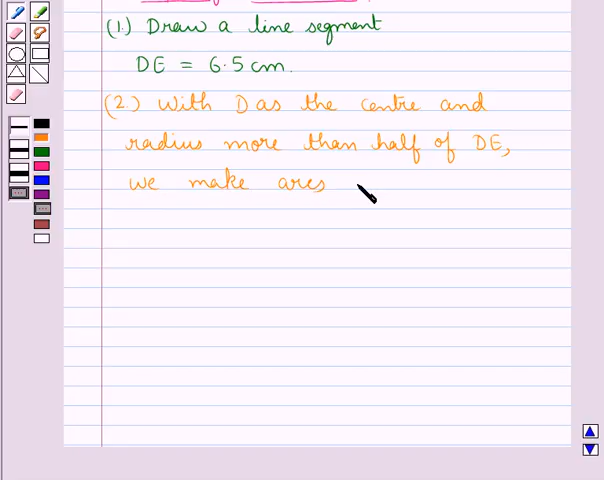 (1.) Draw a line segment
DE = 6.5 cm.
(2.) With D as the centre and
radius more than half of DE,
we make arcs